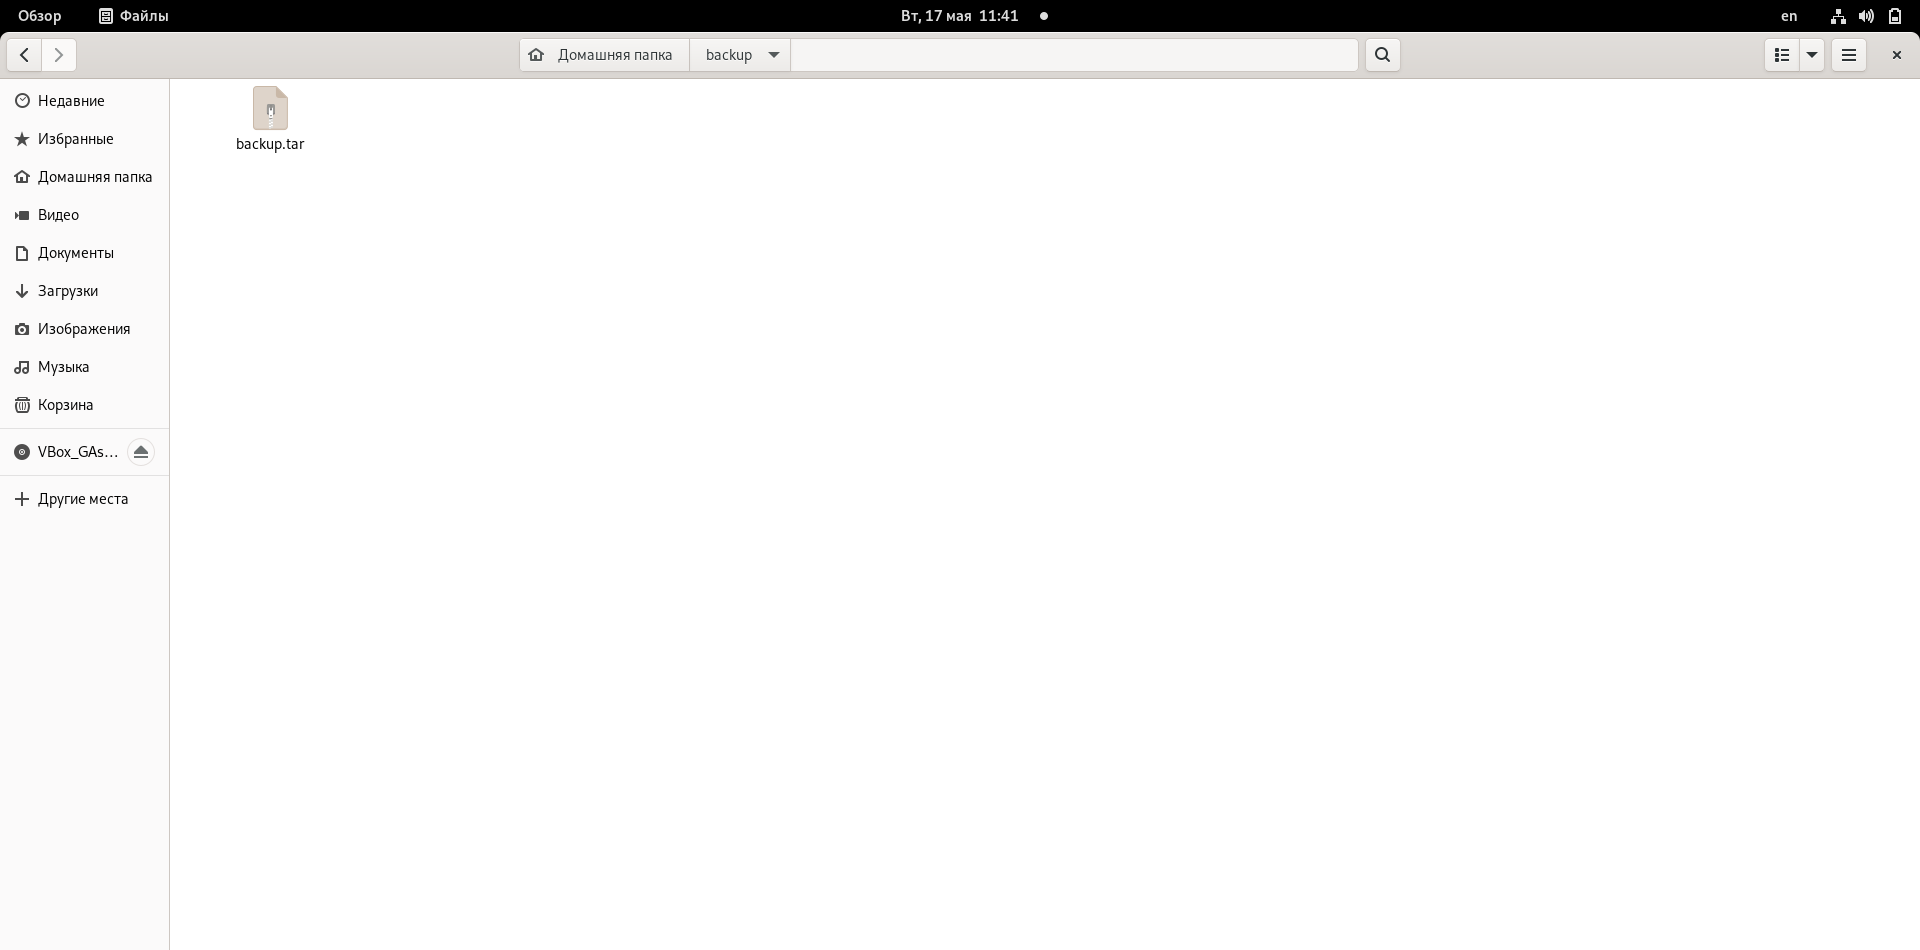 Обзор Файлы Вт, 17 мая 11:41 en
Домашняя папка backup
Недавние
Избранные
Домашняя папка
Видео
Документы
Загрузки
Изображения
Музыка
Корзина
VBox_GAs...
Другие места
backup.tar